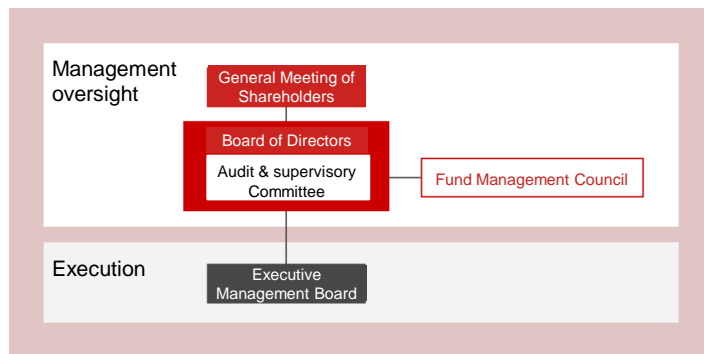 Management
oversight
General Meeting of
Shareholders
Board of Directors
Audit & supervisory
Committee
Fund Management Council
Execution
Executive
Management Board